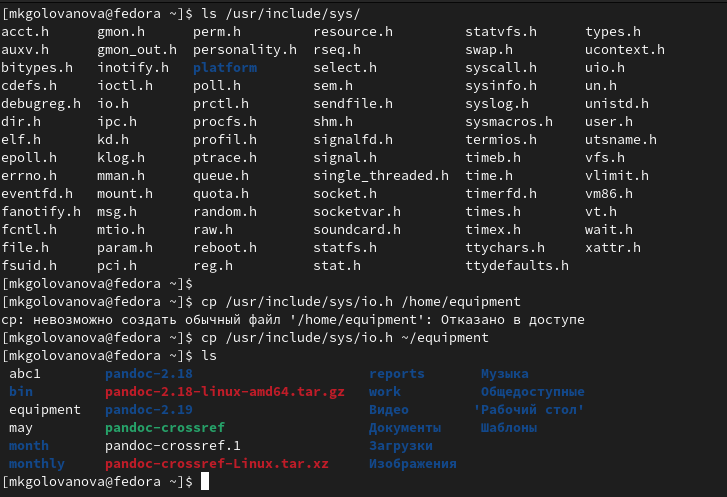 [mkgolovanova@fedora ~]$ ls /usr/include/sys/
acct.h      gmon.h      perm.h         resource.h         statvfs.h      types.h
auxv.h      gmon_out.h  personality.h  rseq.h             swap.h         ucontext.h
bitypes.h   inotify.h   platform       select.h           syscall.h      uio.h
cdefs.h     ioctl.h     poll.h         sem.h              sysinfo.h      un.h
debugreg.h  io.h        prctl.h        sendfile.h         syslog.h       unistd.h
dir.h       ipc.h       procfs.h       shm.h              sysmacros.h    user.h
elf.h       kd.h        profil.h       signalfd.h         termios.h      utsname.h
epoll.h     klog.h      ptrace.h       signal.h           timeb.h        vfs.h
errno.h     mman.h      queue.h        single_threaded.h  time.h         vlimit.h
eventfd.h   mount.h     quota.h        socket.h           timerfd.h      vm86.h
fanotify.h  msg.h       random.h       socketvar.h        times.h        vt.h
fcntl.h     mtio.h      raw.h          soundcard.h        timex.h        wait.h
file.h      param.h     reboot.h       statfs.h           ttychars.h     xattr.h
fsuid.h     pci.h       reg.h          stat.h             ttydefaults.h
[mkgolovanova@fedora ~]$
[mkgolovanova@fedora ~]$ cp /usr/include/sys/io.h /home/equipment
cp: невозможно создать обычный файл '/home/equipment': Отказано в доступе
[mkgolovanova@fedora ~]$ cp /usr/include/sys/io.h ~/equipment
[mkgolovanova@fedora ~]$ ls
abc1        pandoc-2.18                      reports       Музыка
bin         pandoc-2.18-linux-amd64.tar.gz   work          Общедоступные
equipment   pandoc-2.19                      Видео        'Рабочий стол'
may         pandoc-crossref                  Документы     Шаблоны
month       pandoc-crossref.1                Загрузки
monthly     pandoc-crossref-Linux.tar.xz     Изображения
[mkgolovanova@fedora ~]$